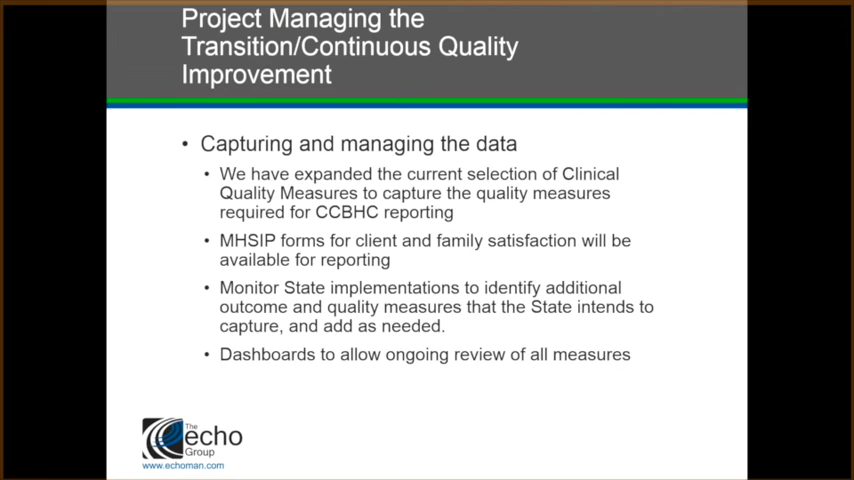 Project Managing the
Transition/Continuous Quality
Improvement
• Capturing and managing the data
• We have expanded the current selection of Clinical
Quality Measures to capture the quality measures
required for CCBHC reporting
• MHSIP forms for client and family satisfaction will be
available for reporting
• Monitor State implementations to identify additional
outcome and quality measures that the State intends to
capture, and add as needed.
• Dashboards to allow ongoing review of all measures
The
echo
Group
www.echoman.com